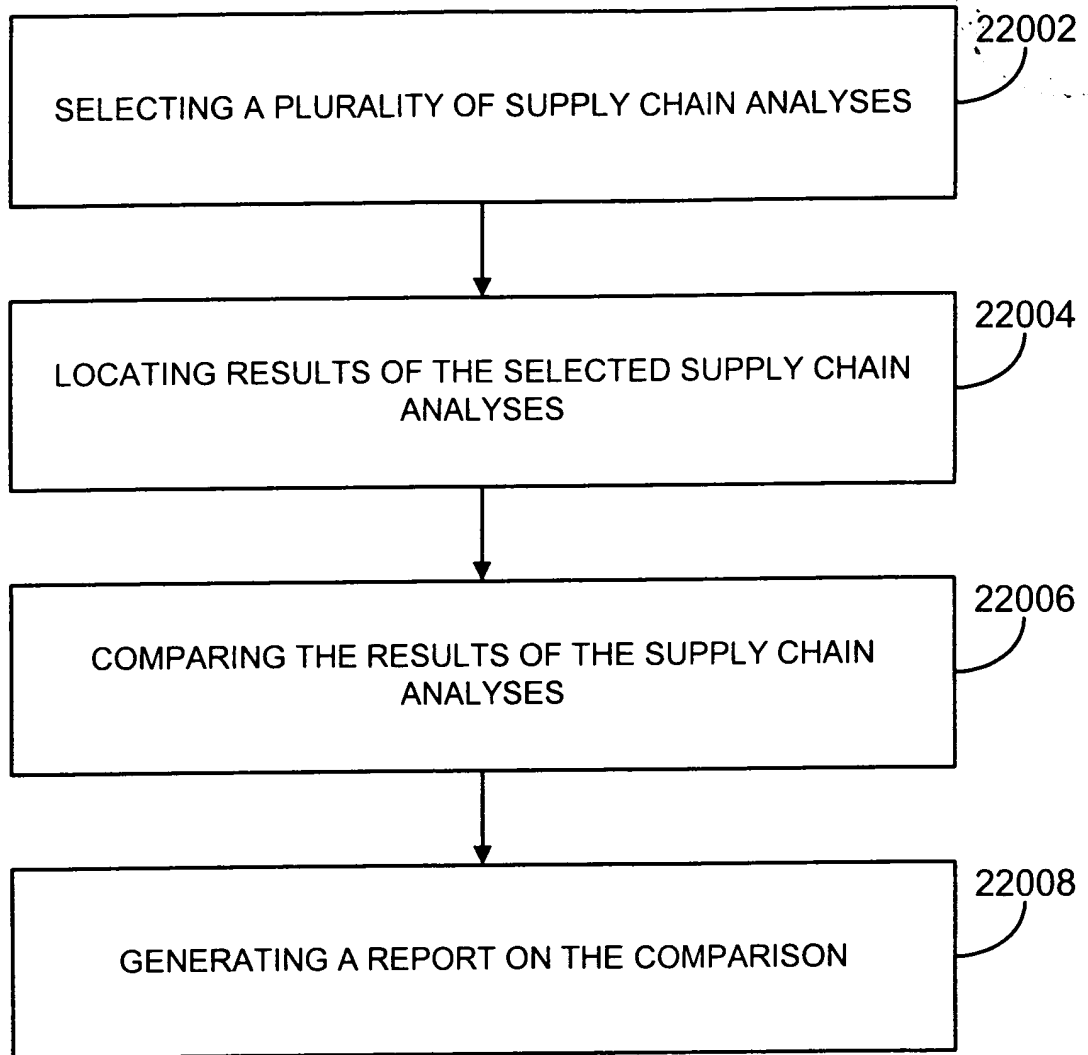 22002
SELECTING A PLURALITY OF SUPPLY CHAIN ANALYSES
22004
LOCATING RESULTS OF THE SELECTED SUPPLY CHAIN
ANALYSES
22006
COMPARING THE RESULTS OF THE SUPPLY CHAIN
ANALYSES
22008
GENERATING A REPORT ON THE COMPARISON